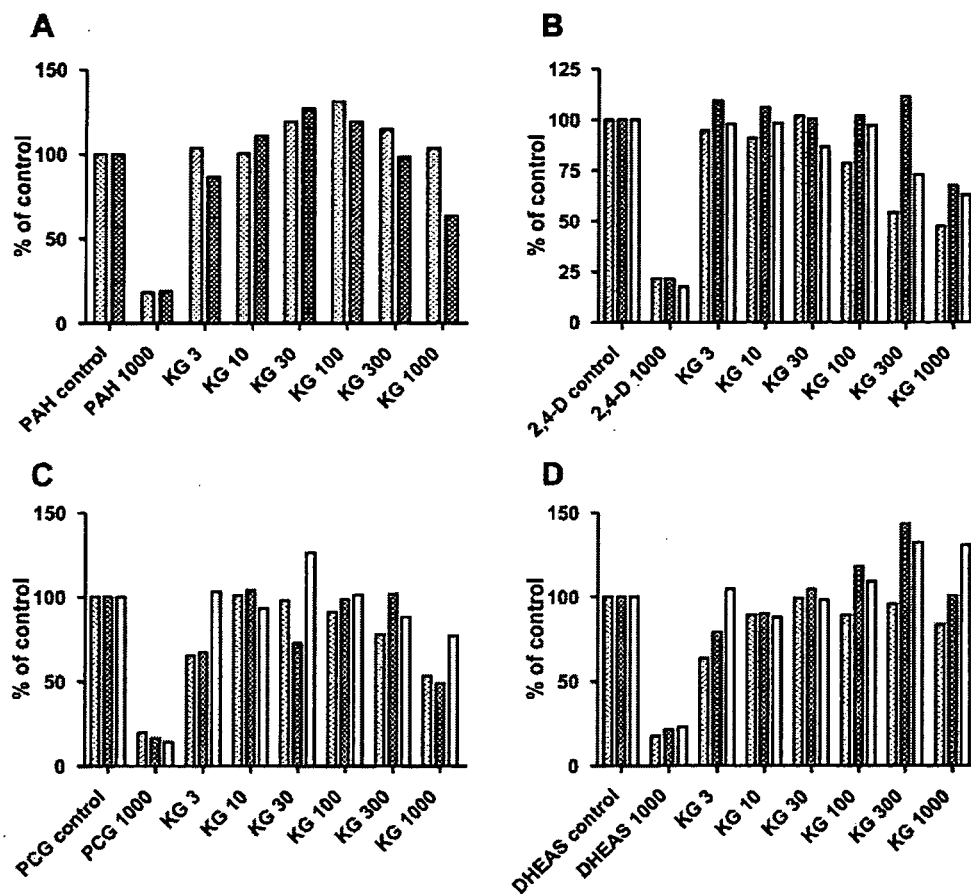 A
% of control
150
100
50
0
PAH control
PAH 1000
KG 3
KG 10
KG 30
KG 100
KG 300
KG 1000
B
% of control
125
100
75
50
25
0
2,4-D control
2,4-D 1000
KG 3
KG 10
KG 30
KG 100
KG 300
KG 1000
C
% of control
150
100
50
0
PCG control
PCG 1000
KG 3
KG 10
KG 30
KG 100
KG 300
KG 1000
D
% of control
150
100
50
0
DHEAS control
DHEAS 1000
KG 3
KG 10
KG 30
KG 100
KG 300
KG 1000